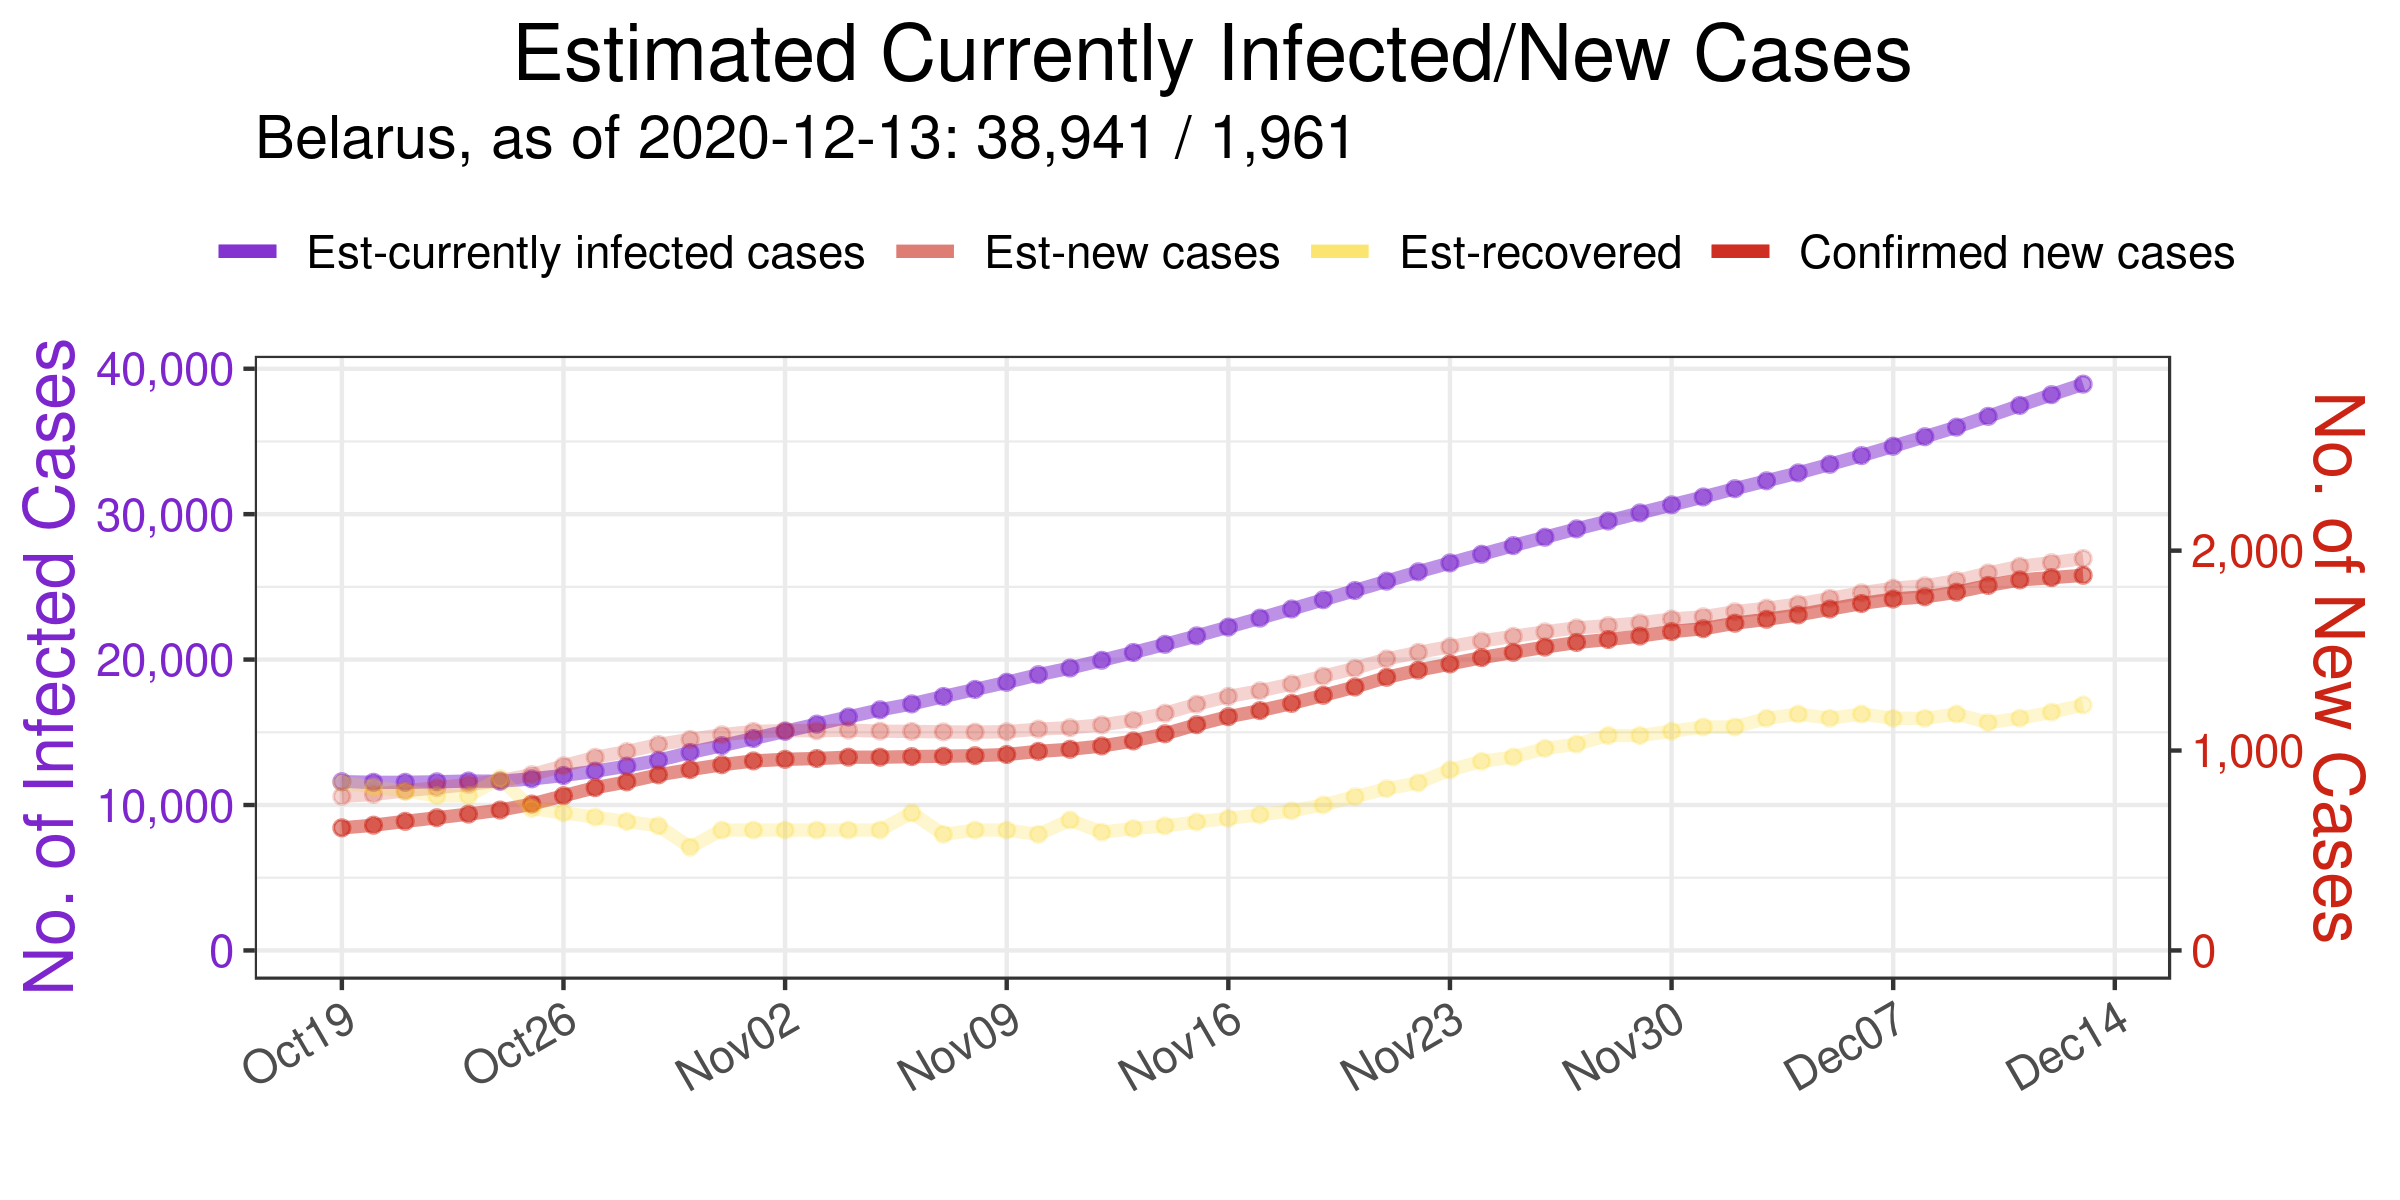 Estimated Currently Infected/New Cases
Belarus, as of 2020-12-13: 38,941 / 1,961
Est-currently infected cases Est-new cases Est-recovered Confirmed new cases
No. of Infected Cases
40,000
30,000
20,000
10,000
0
2,000
1,000
0
No. of New Cases
Oct19 Oct26 Nov02 Nov09 Nov16 Nov23 Nov30 Dec07 Dec14